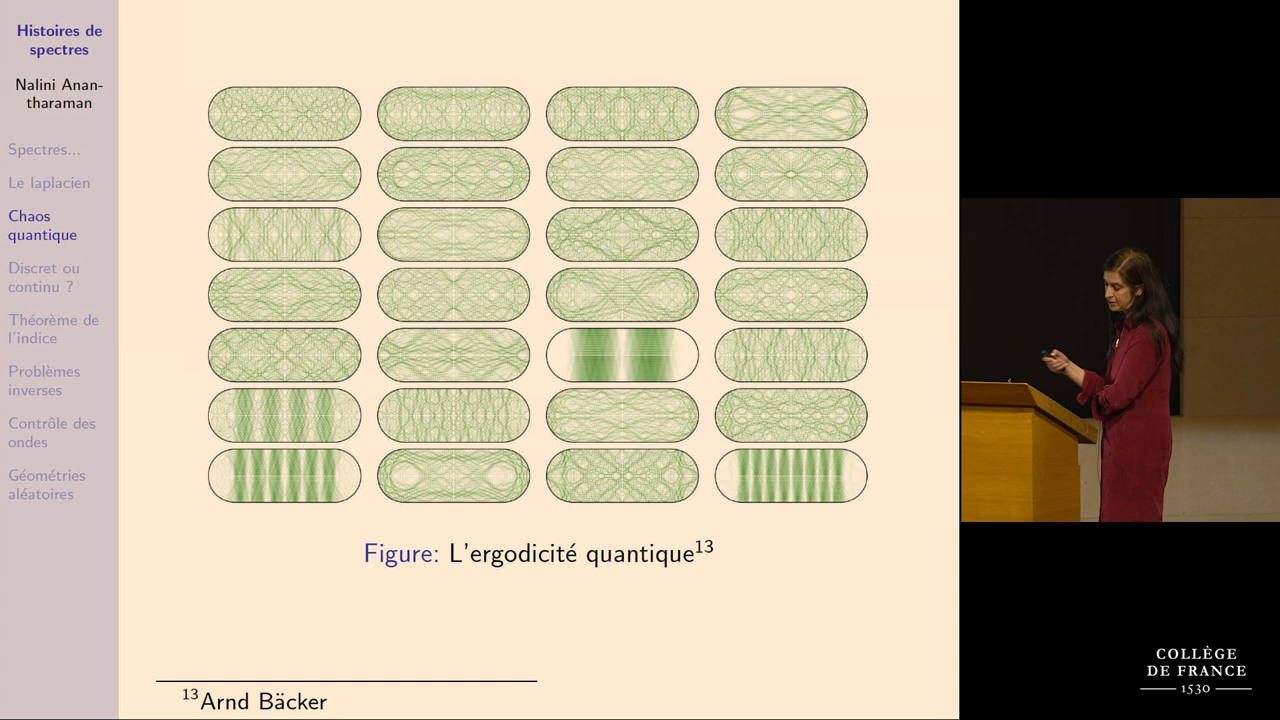 Histoires de
spectres
Nalini Anan-
tharaman
Spectres...
Le laplacien
Chaos
quantique
Discret ou
continu ?
Théorème de
l'indice
Problèmes
inverses
Contrôle des
ondes
Géométries
aléatoires
Figure: L'ergodicité quantique13
13Arnd Bäcker
COLLÈGE
DE FRANCE
1530